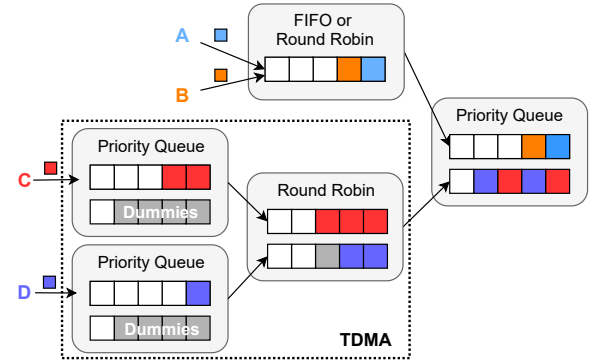 FIFO or
Round Robin
A
B
Priority Queue
Priority Queue
C
Dummies
Round Robin
Priority Queue
D
Dummies
TDMA